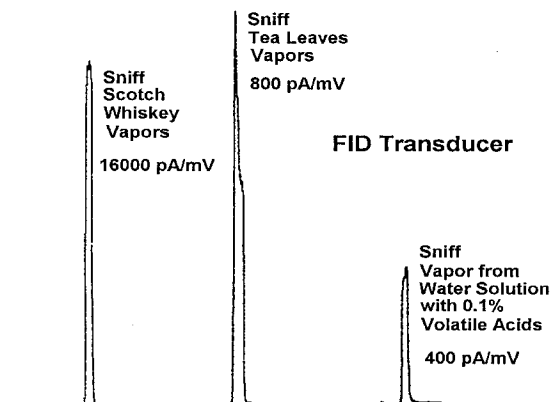 Sniff
Scotch
Whiskey
Vapors
16000 pA/mV
Sniff
Tea Leaves
Vapors
800 pA/mV
FID Transducer
Sniff
Vapor from
Water Solution
with 0.1%
Volatile Acids
400 pA/mV